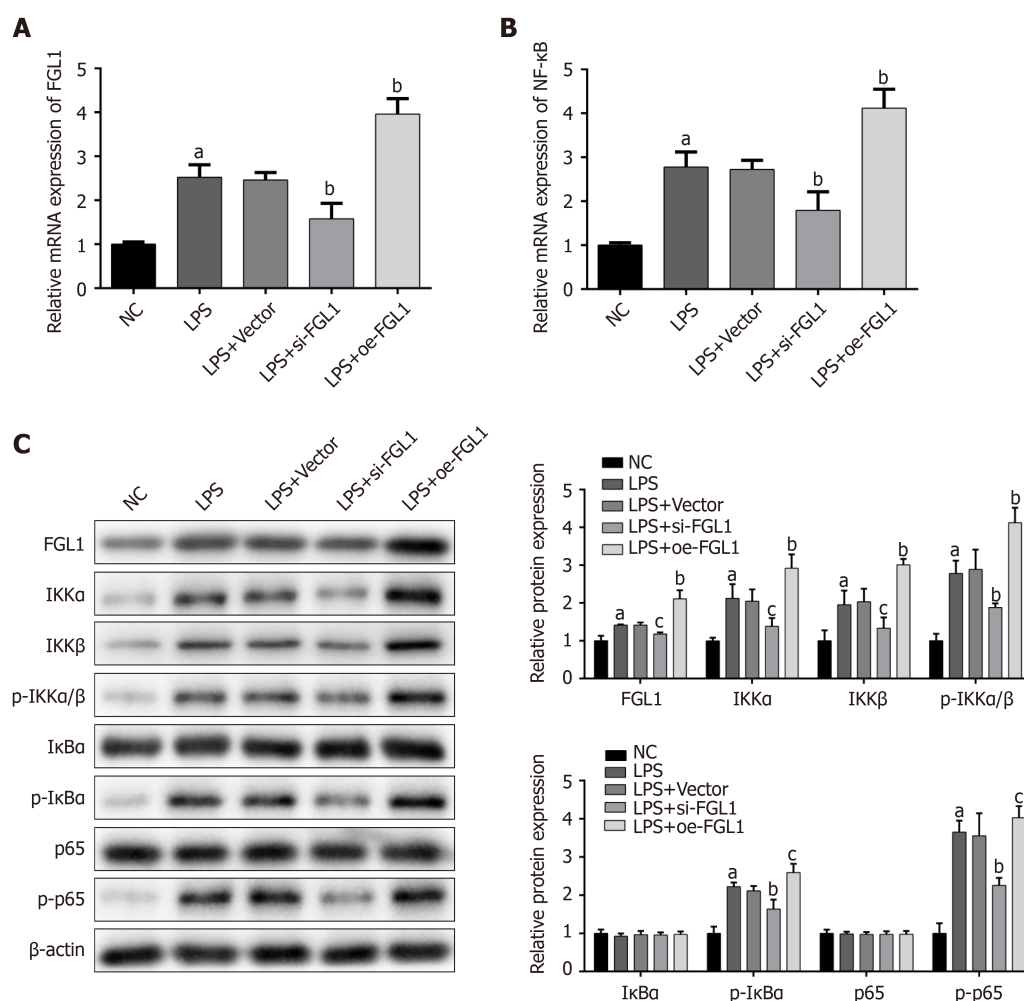 A
Relative mRNA expression of FGL1
5
4
3
2
1
0
a
b
b
NC
LPS
LPS+Vector
LPS+si-FGL1
LPS+oe-FGL1
B
Relative mRNA expression of NF-κB
5
4
3
2
1
0
a
b
b
NC
LPS
LPS+Vector
LPS+si-FGL1
LPS+oe-FGL1
C
NC
LPS
LPS+Vector
LPS+si-FGL1
LPS+oe-FGL1
FGL1
IKKα
IKKβ
p-IKKα/β
IκBα
p-IκBα
p65
p-p65
β-actin
NC
LPS
LPS+Vector
LPS+si-FGL1
LPS+oe-FGL1
Relative protein expression
5
4
3
2
1
0
a
c
b
a
c
b
a
c
b
a
b
b
FGL1
IKKα
IKKβ
p-IKKα/β
NC
LPS
LPS+Vector
LPS+si-FGL1
LPS+oe-FGL1
Relative protein expression
5
4
3
2
1
0
a
b
c
a
b
c
IκBα
p-IκBα
p65
p-p65